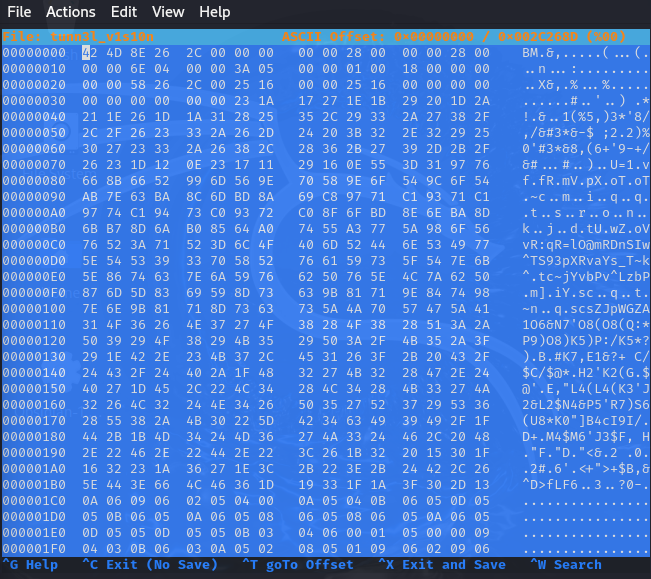 File Actions Edit View Help
File: tunn3l_v1s10n ASCII Offset: 0×00000000 / 0×002C268D (%00)
00000000 42 4D 8E 26 2C 00 00 00 00 00 28 00 00 00 28 00 BM.&,.....(...(.
00000010 00 00 6E 04 00 00 3A 05 00 00 01 00 18 00 00 00 ..n...:.........
00000020 00 00 58 26 2C 00 25 16 00 00 25 16 00 00 00 00 ..X&,.%...%.....
00000030 00 00 00 00 00 00 23 1A 17 27 1E 1B 29 20 1D 2A ......#..'..) .*
00000040 21 1E 26 1D 1A 31 28 25 35 2C 29 33 2A 27 38 2F !.&..1(%5,)3*'8/
00000050 2C 2F 26 23 33 2A 26 2D 24 20 3B 32 2E 32 29 25 ,/&#3*&-$ ;2.2)%
00000060 30 27 23 33 2A 26 38 2C 28 36 2B 27 39 2D 2B 2F 0'#3*&8,(6+'9-+/
00000070 26 23 1D 12 0E 23 17 11 29 16 0E 55 3D 31 97 76 &#...#..)..U=1.v
00000080 66 8B 66 52 99 6D 56 9E 70 58 9E 6F 54 9C 6F 54 f.fR.mV.pX.oT.oT
00000090 AB 7E 63 BA 8C 6D BD 8A 69 C8 97 71 C1 93 71 C1 .~c..m..i..q..q.
000000A0 97 74 C1 94 73 C0 93 72 C0 8F 6F BD 8E 6E BA 8D .t..s..r..o..n..
000000B0 6B B7 8D 6A B0 85 64 A0 74 55 A3 77 5A 98 6F 56 k..j..d.tU.wZ.oV
000000C0 76 52 3A 71 52 3D 6C 4F 40 6D 52 44 6E 53 49 77 vR:qR=lO@mRDnSIw
000000D0 5E 54 53 39 33 70 58 52 76 61 59 73 5F 54 7E 6B ^TS93pXRvaYs_T~k
000000E0 5E 86 74 63 7E 6A 59 76 62 50 76 5E 4C 7A 62 50 ^.tc~jYvbPv^LzbP
000000F0 87 6D 5D 83 69 59 8D 73 63 9B 81 71 9E 84 74 98 .m].iY.sc..q..t.
00000100 7E 6E 9B 81 71 8D 73 63 73 5A 4A 70 57 47 5A 41 ~n..q.scsZJpWGZA
00000110 31 4F 36 26 4E 37 27 4F 38 28 4F 38 28 51 3A 2A 1O6&N7'O8(O8(Q:*
00000120 50 39 29 4F 38 29 4B 35 29 50 3A 2F 4B 35 2A 3F P9)O8)K5)P:/K5*?
00000130 29 1E 42 2E 23 4B 37 2C 45 31 26 3F 2B 20 43 2F ).B.#K7,E1&?+ C/
00000140 24 43 2F 24 40 2A 1F 48 32 27 4B 32 28 47 2E 24 $C/$@*.H2'K2(G.$
00000150 40 27 1D 45 2C 22 4C 34 28 4C 34 28 4B 33 27 4A @'.E,"L4(L4(K3'J
00000160 32 26 4C 32 24 4E 34 26 50 35 27 52 37 29 53 36 2&L2$N4&P5'R7)S6
00000170 28 55 38 2A 4B 30 22 5D 42 34 63 49 39 49 2F 1F (U8*K0"]B4cI9I/.
00000180 44 2B 1B 4D 34 24 4D 36 27 4A 33 24 46 2C 20 48 D+.M4$M6'J3$F, H
00000190 2E 22 46 2E 22 44 2E 22 3C 26 1B 33 20 15 30 1F ."F."D."<&.3 .0.
000001A0 16 32 23 1A 36 27 1E 3C 2B 22 3E 2B 24 42 2C 26 .2#.6'.<+">+$B,&
000001B0 5E 44 3E 66 4C 46 36 1D 19 33 1F 1A 3F 30 2D 13 ^D>fLF6..3..?0-.
000001C0 0A 06 09 06 02 05 04 00 0A 05 04 0B 06 05 0D 05 ................
000001D0 05 0B 06 05 0A 06 05 08 06 05 08 06 05 0A 06 05 ................
000001E0 0D 05 05 0D 05 05 0B 03 04 06 00 01 05 00 00 09 ................
000001F0 04 03 0B 06 03 0A 05 02 08 05 01 09 06 02 09 06 ................
^G Help ^C Exit (No Save) ^T goTo Offset ^X Exit and Save ^W Search